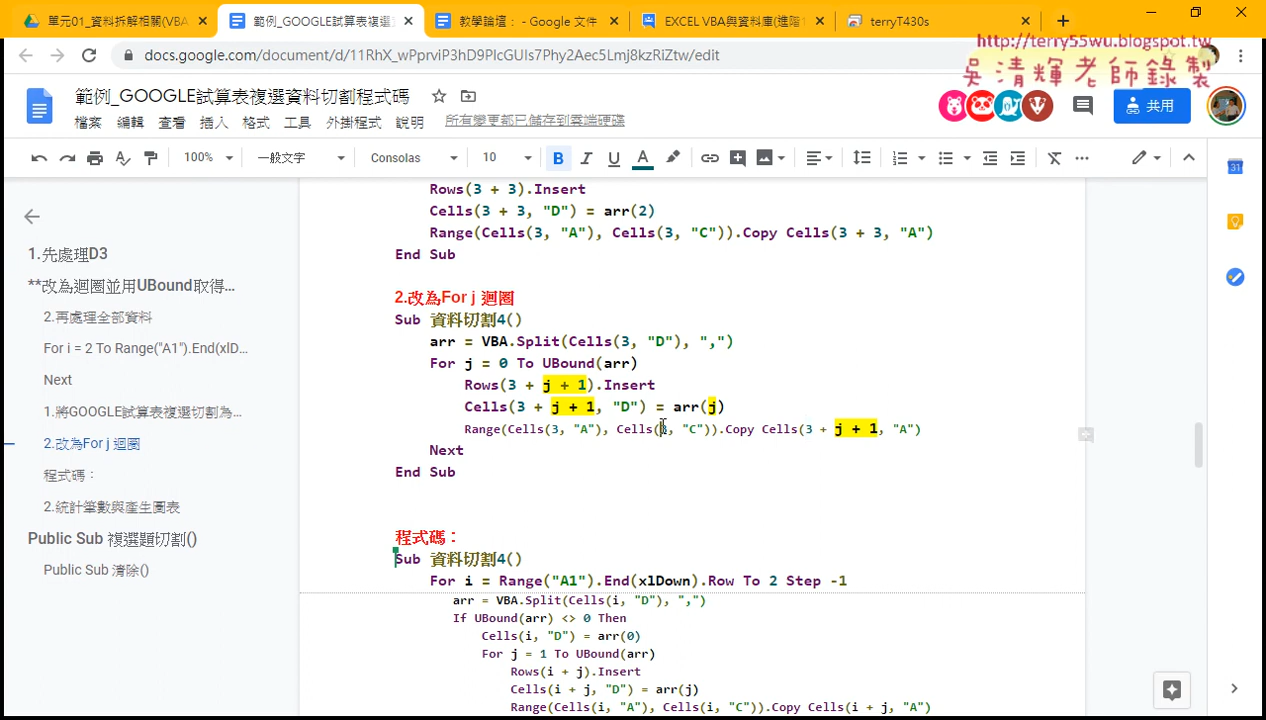 單元01_資料拆解相關(VBA
範例_GOOGLE試算表複選
教學論壇： - Google 文件
EXCEL VBA與資料庫(進階1
terryT430s
docs.google.com/document/d/11RhX_wPprviP3hD9PIcGUIs7Phy2Aec5Lmj8kzRiZtw/edit
http://terry55wu.blogspot.tw
吳清輝老師錄製
範例_GOOGLE試算表複選資料切割程式碼
檔案 編輯 查看 插入 格式 工具 外掛程式 說明 所有變更都已儲存到雲端硬碟
共用
100% 一般文字 Consolas 10 B I U A
31
1.先處理D3
**改為迴圈並用UBound取得...
2.再處理全部資料
For i = 2 To Range("A1").End(xlD...
Next
1.將GOOGLE試算表複選切割為...
2.改為For j 迴圈
程式碼：
2.統計筆數與產生圖表
Public Sub 複選題切割()
Public Sub 清除()
Rows(3 + 3).Insert
Cells(3 + 3, "D") = arr(2)
Range(Cells(3, "A"), Cells(3, "C")).Copy Cells(3 + 3, "A")
End Sub
2.改為For j 迴圈
Sub 資料切割4()
arr = VBA.Split(Cells(3, "D"), ",")
For j = 0 To UBound(arr)
Rows(3 + j + 1).Insert
Cells(3 + j + 1, "D") = arr(j)
Range(Cells(3, "A"), Cells(3, "C")).Copy Cells(3 + j + 1, "A")
Next
End Sub
程式碼：
Sub 資料切割4()
For i = Range("A1").End(xlDown).Row To 2 Step -1
arr = VBA.Split(Cells(i, "D"), ",")
If UBound(arr) <> 0 Then
Cells(i, "D") = arr(0)
For j = 1 To UBound(arr)
Rows(i + j).Insert
Cells(i + j, "D") = arr(j)
Range(Cells(i, "A"), Cells(i, "C")).Copy Cells(i + j, "A")